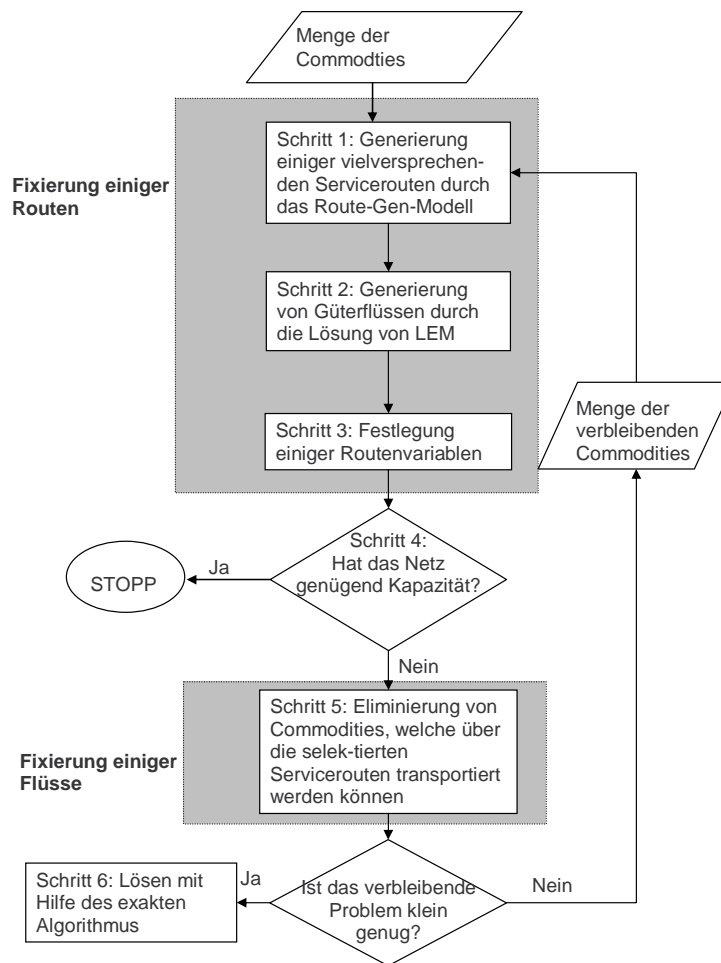 Menge der
Commodties
Schritt 1: Generierung
einiger vielversprechen-
den Servicerouten durch
das Route-Gen-Modell
Fixierung einiger
Routen
Schritt 2: Generierung
von Güterflüssen durch
die Lösung von LEM
Menge der
verbleibenden
Commodities
Schritt 3: Festlegung
einiger Routenvariablen
Schritt 4:
Hat das Netz
genügend Kapazität?
Ja
STOPP
Nein
Schritt 5: Eliminierung von
Commodities, welche über
die selek-tierten
Servicerouten transportiert
werden können
Fixierung einiger
Flüsse
Ist das verbleibende
Problem klein
genug?
Ja
Nein
Schritt 6: Lösen mit
Hilfe des exakten
Algorithmus